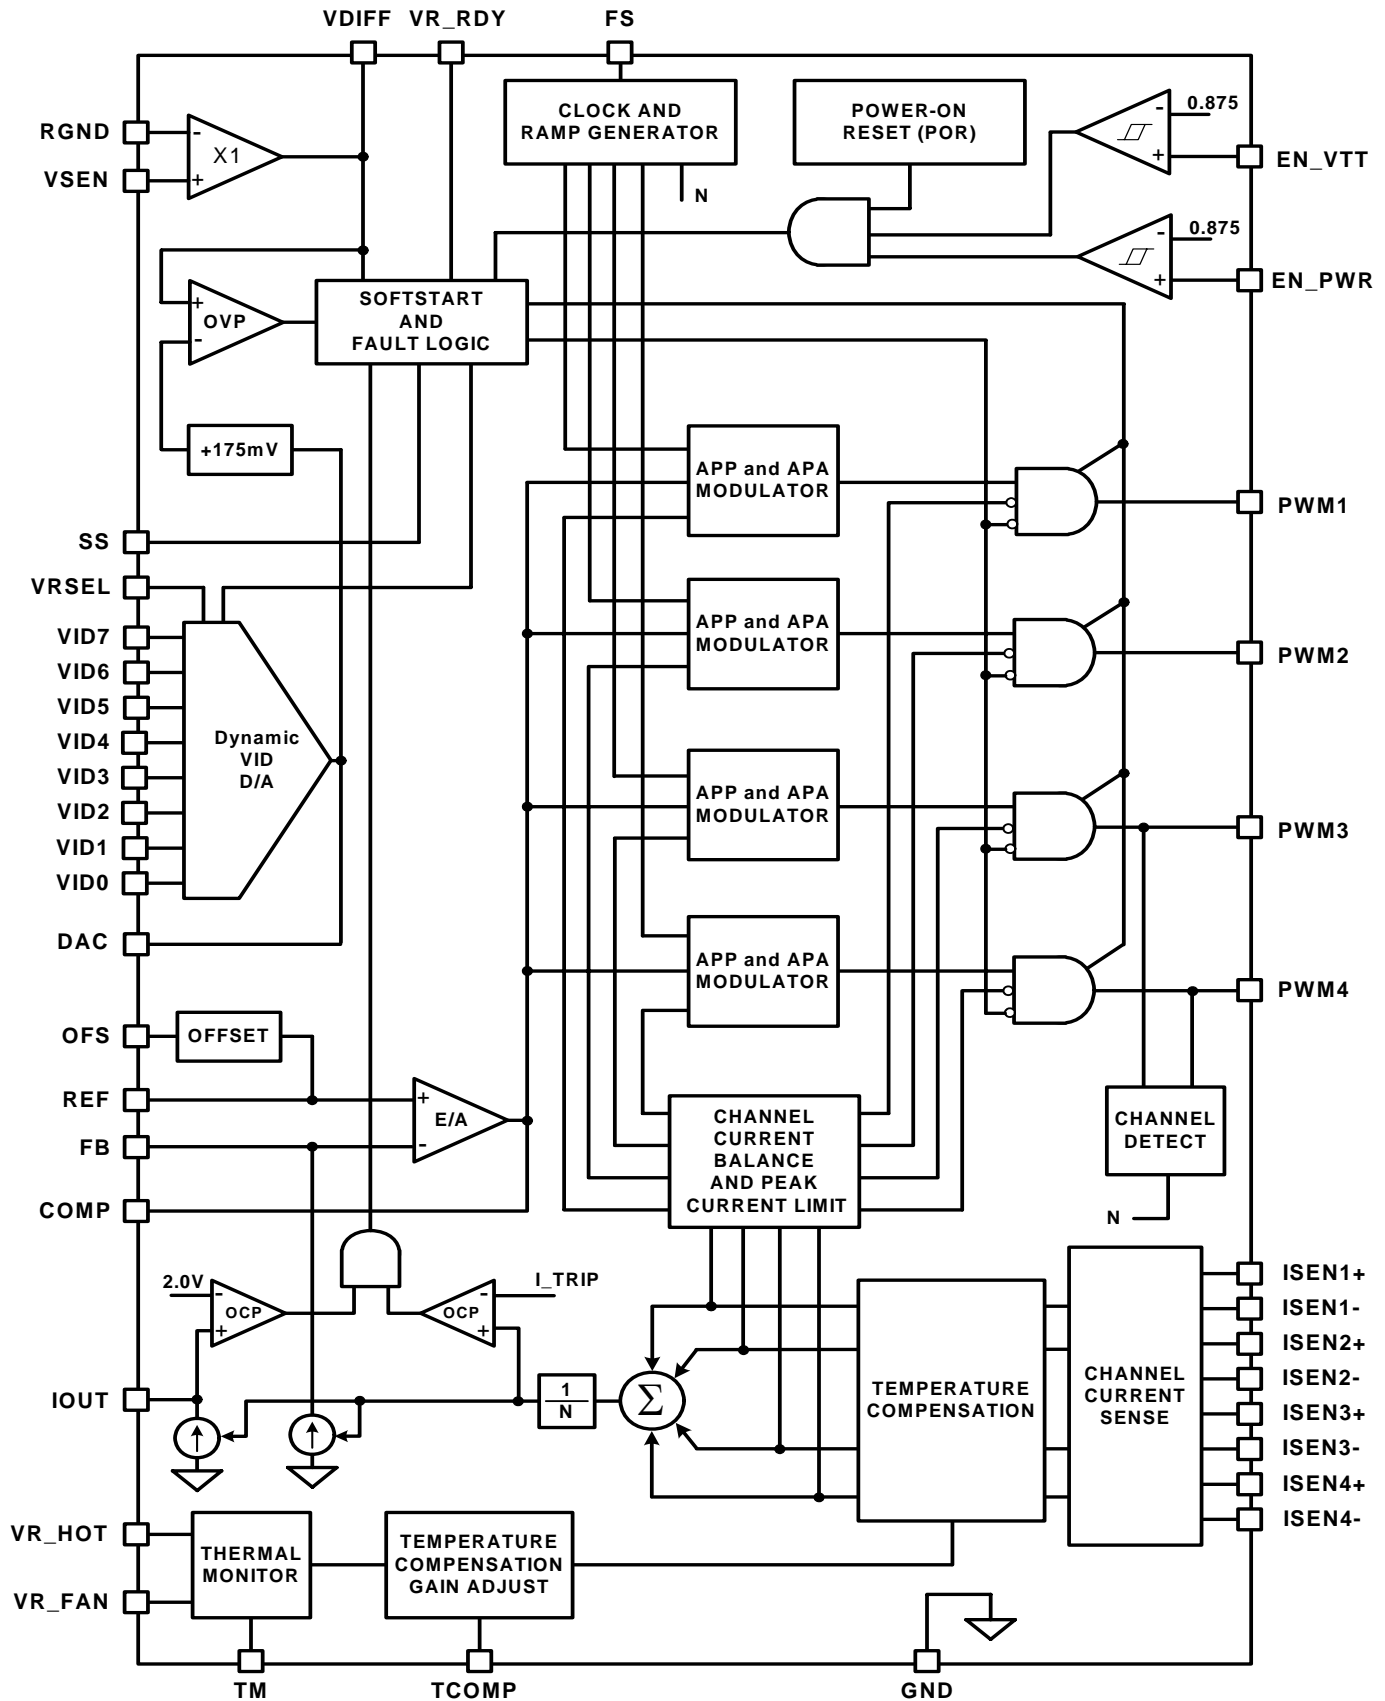 VDIFF
VR_RDY
FS
RGND
VSEN
-
X1
+
CLOCK AND
RAMP GENERATOR
N
POWER-ON
RESET (POR)
-
0.875
+
EN_VTT
-
0.875
+
EN_PWR
+
OVP
-
SOFTSTART
AND
FAULT LOGIC
+175mV
APP and APA
MODULATOR
PWM1
SS
VRSEL
VID7
VID6
VID5
VID4
VID3
VID2
VID1
VID0
Dynamic
VID
D/A
APP and APA
MODULATOR
PWM2
APP and APA
MODULATOR
PWM3
DAC
APP and APA
MODULATOR
PWM4
OFS
OFFSET
REF
FB
+
E/A
-
COMP
CHANNEL
CURRENT
BALANCE
AND PEAK
CURRENT LIMIT
CHANNEL
DETECT
N
2.0V
-
OCP
+
I_TRIP
-
OCP
+
IOUT
1
N
Σ
TEMPERATURE
COMPENSATION
CHANNEL
CURRENT
SENSE
ISEN1+
ISEN1-
ISEN2+
ISEN2-
ISEN3+
ISEN3-
ISEN4+
ISEN4-
VR_HOT
VR_FAN
THERMAL
MONITOR
TEMPERATURE
COMPENSATION
GAIN ADJUST
TM
TCOMP
GND